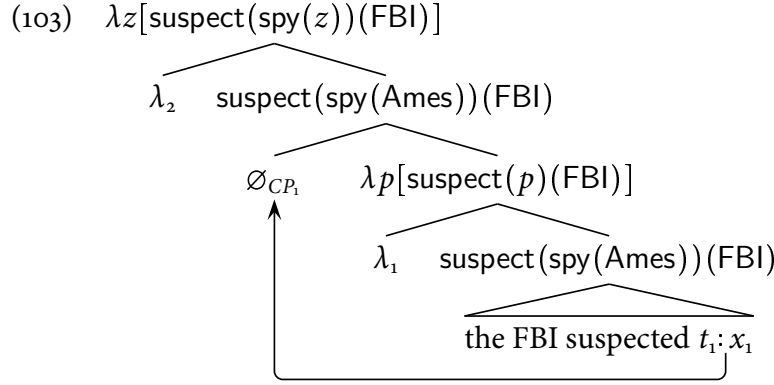 (103) λz[suspect(spy(z))(FBI)]
λ₂ suspect(spy(Ames))(FBI)
∅CP₁ λp[suspect(p)(FBI)]
λ₁ suspect(spy(Ames))(FBI)
the FBI suspected t₁: x₁